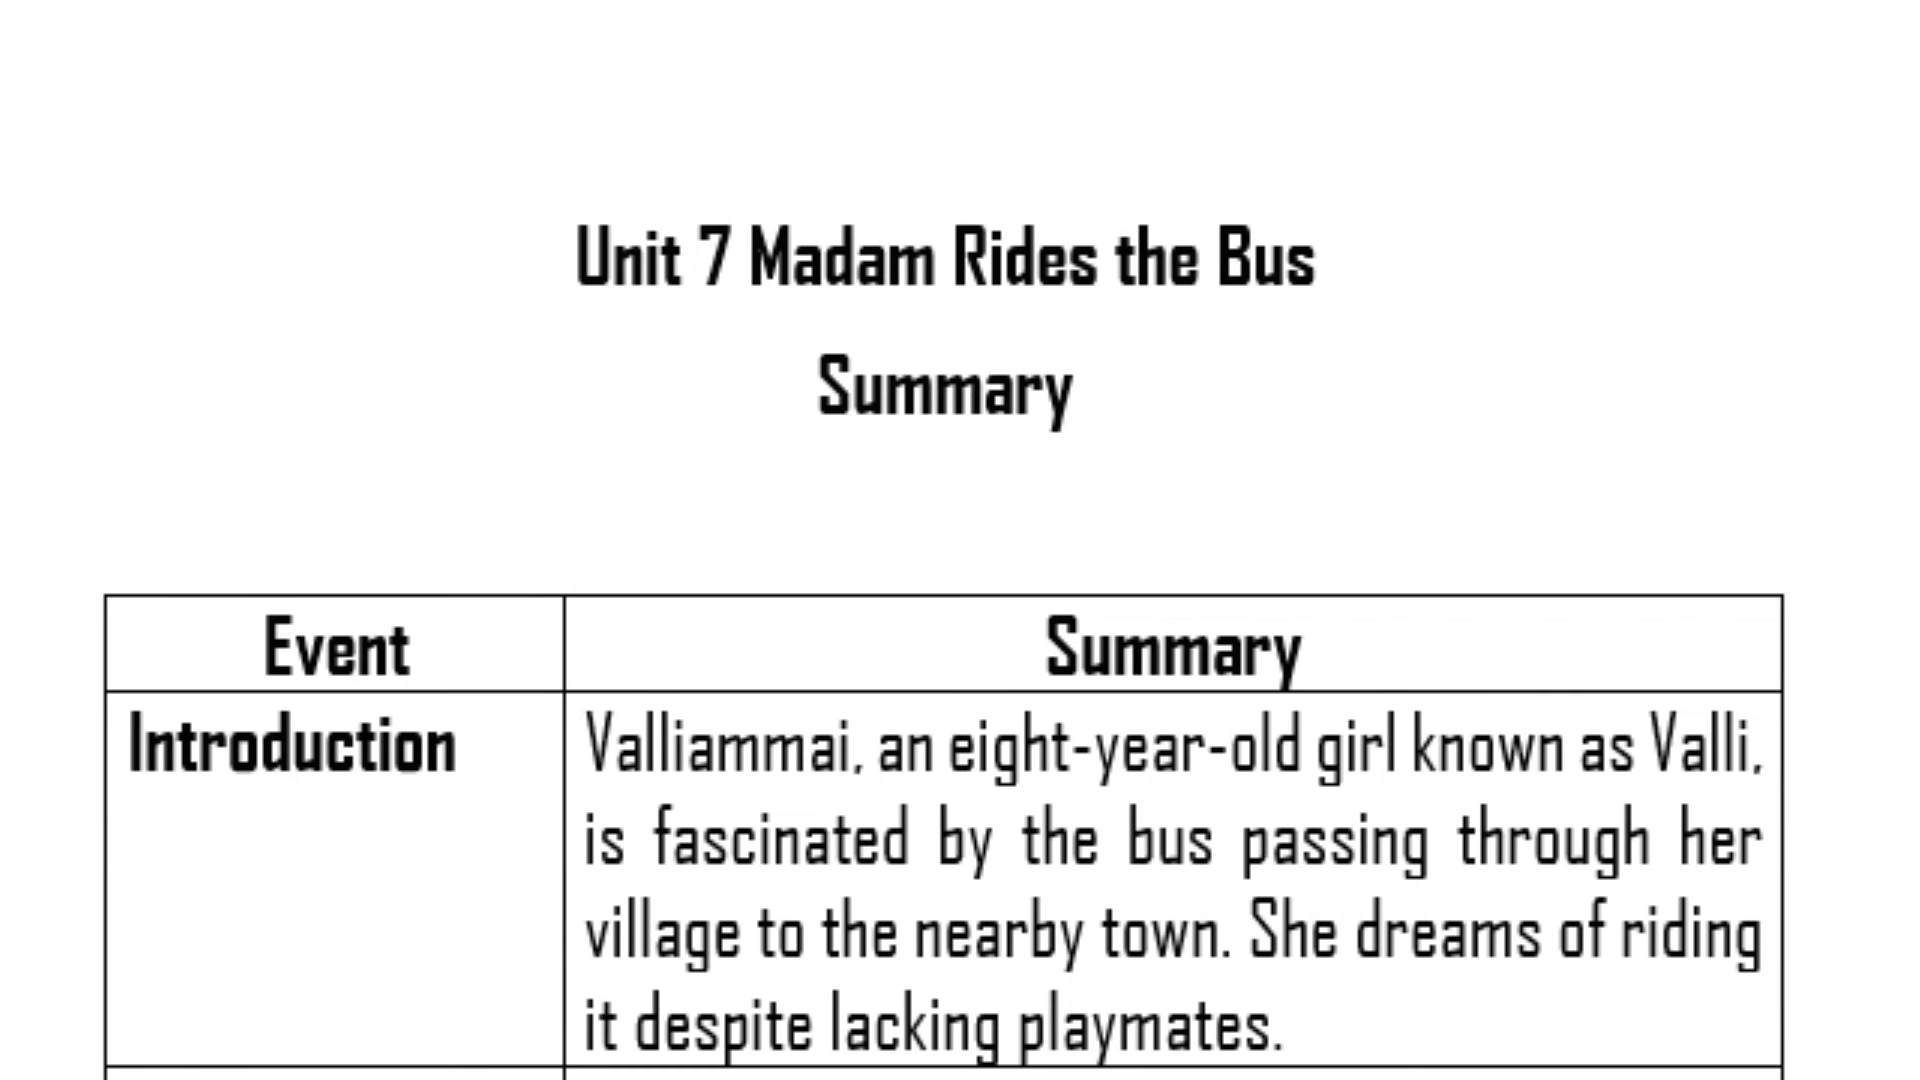 Unit 7 Madam Rides the Bus
Summary
Event
Summary
Introduction
Valliammai, an eight-year-old girl known as Valli,
is fascinated by the bus passing through her
village to the nearby town. She dreams of riding
it despite lacking playmates.